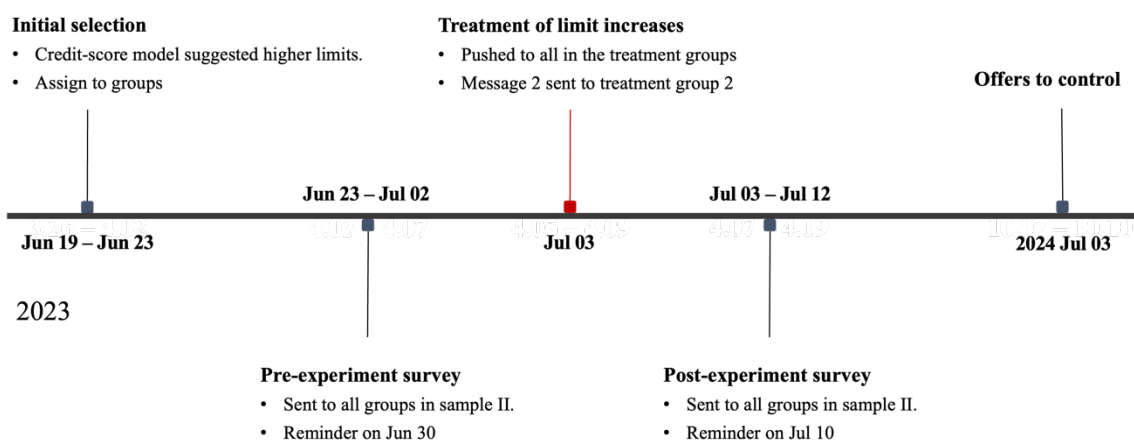 Initial selection
• Credit-score model suggested higher limits.
• Assign to groups
Treatment of limit increases
• Pushed to all in the treatment groups
• Message 2 sent to treatment group 2
Offers to control
Jun 23 – Jul 02
Jul 03 – Jul 12
Jun 19 – Jun 23
Jul 03
2024 Jul 03
2023
Pre-experiment survey
• Sent to all groups in sample II.
• Reminder on Jun 30
Post-experiment survey
• Sent to all groups in sample II.
• Reminder on Jul 10